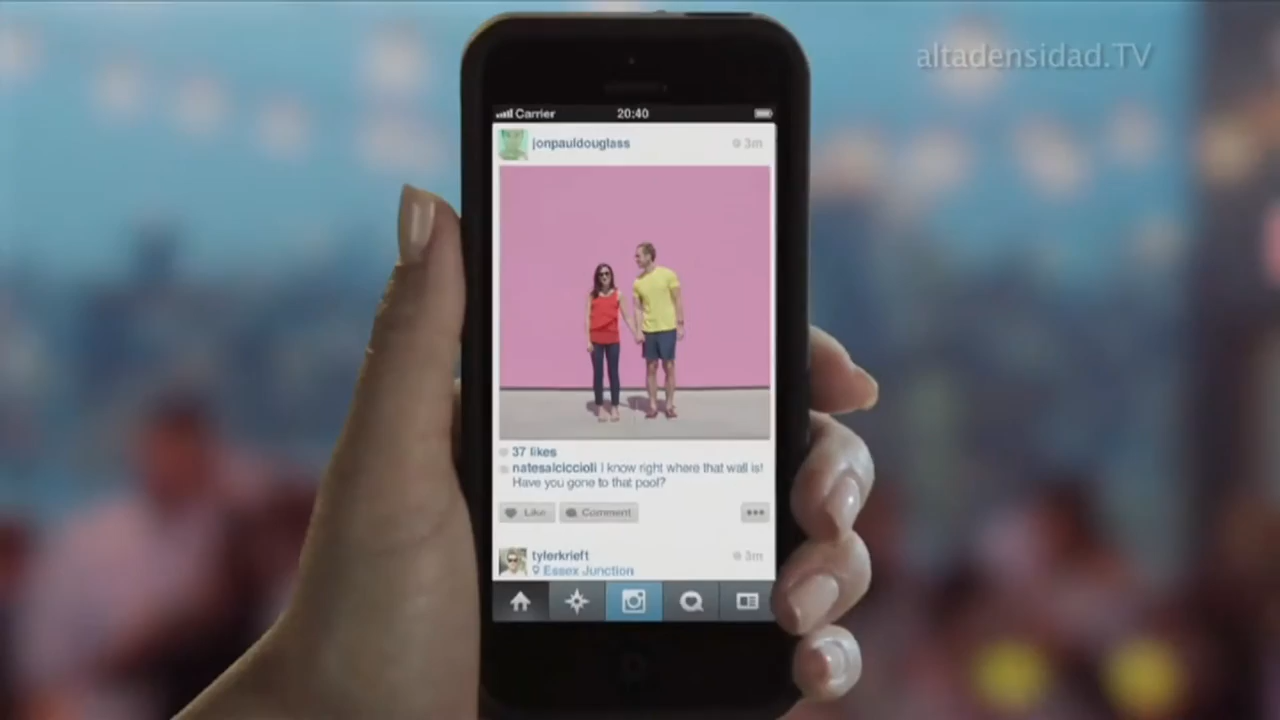 altadensidad.TV
Carrier 20:40
jonpauldouglass 3m
37 likes
natesalciccioli I know right where that wall is!
Have you gone to that pool?
Like Comment
tylerkrieft 3m
Essex Junction